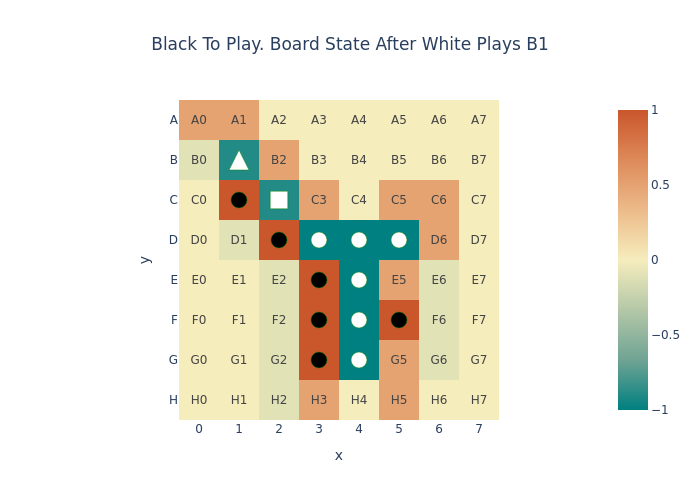 Black To Play. Board State After White Plays B1
A A0 A1 A2 A3 A4 A5 A6 A7
B B0 B2 B3 B4 B5 B6 B7
C C0 C3 C4 C5 C6 C7
D D0 D1 D6 D7
E E0 E1 E2 E5 E6 E7
F F0 F1 F2 F6 F7
G G0 G1 G2 G5 G6 G7
H H0 H1 H2 H3 H4 H5 H6 H7
0 1 2 3 4 5 6 7
x
y
1
0.5
0
−0.5
−1